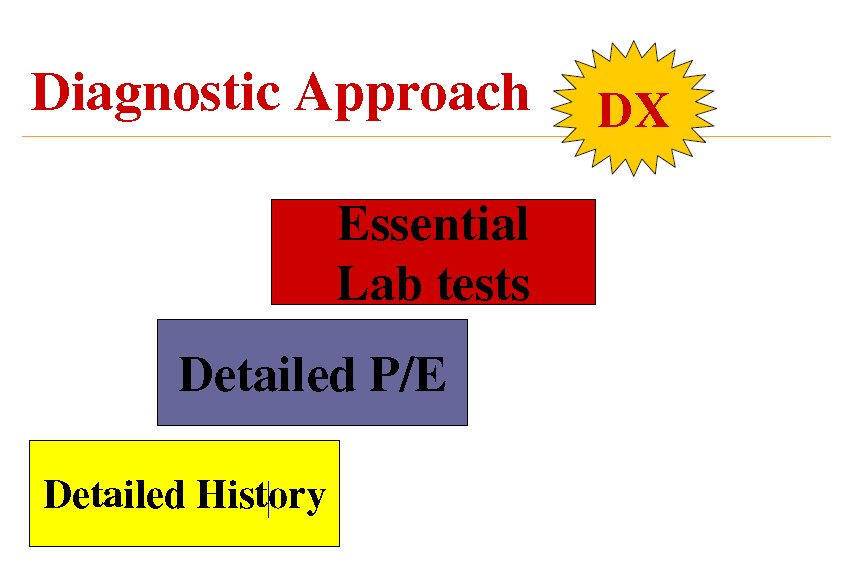 Diagnostic Approach
DX
Essential
Lab tests
Detailed P/E
Detailed History